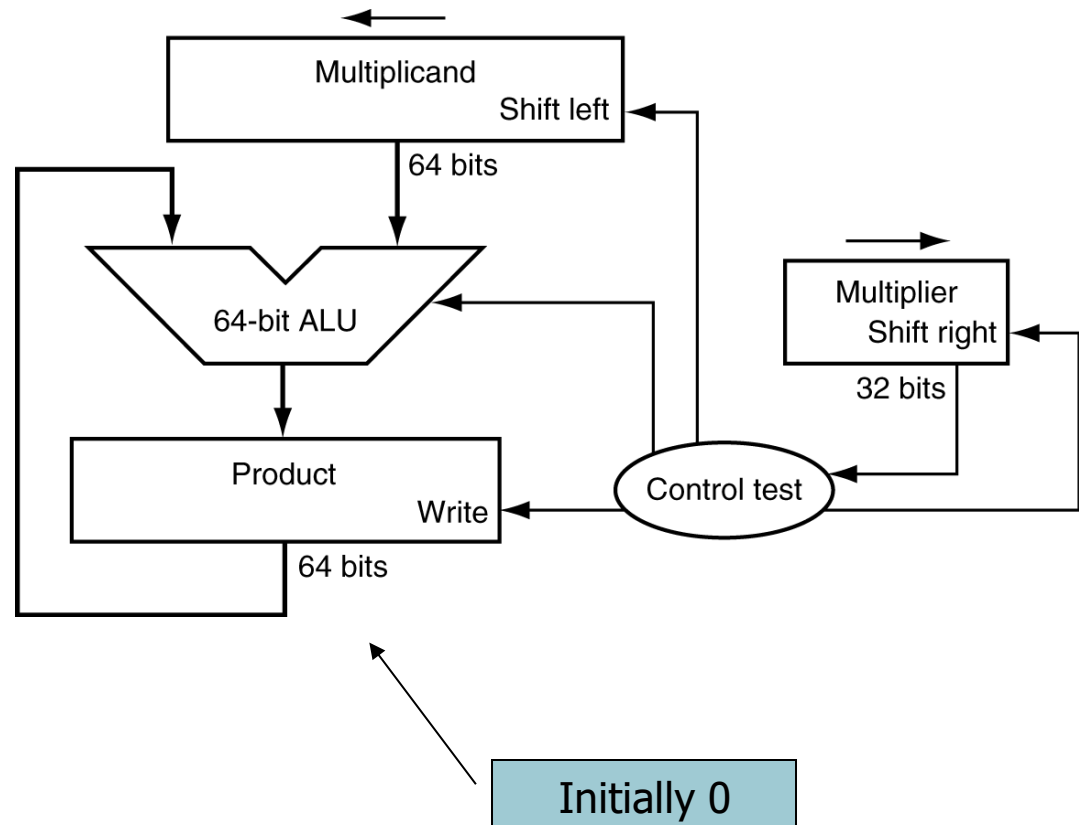 Multiplicand
Shift left
64 bits
64-bit ALU
Multiplier
Shift right
32 bits
Product
Write
Control test
64 bits
Initially 0